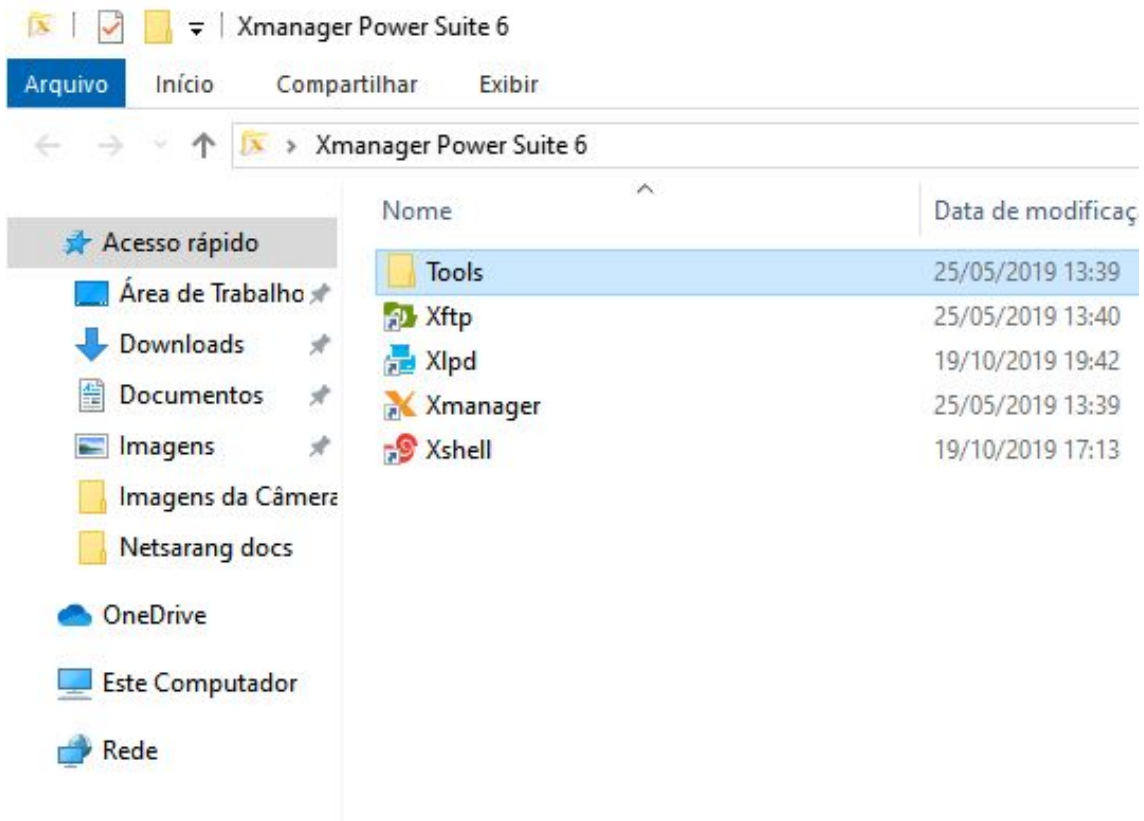 Xmanager Power Suite 6
Arquivo Início Compartilhar Exibir
Xmanager Power Suite 6
Nome Data de modificaç
Acesso rápido
Área de Trabalho
Downloads
Documentos
Imagens
Imagens da Câmera
Netsarang docs
OneDrive
Este Computador
Rede
Tools 25/05/2019 13:39
Xftp 25/05/2019 13:40
Xlpd 19/10/2019 19:42
Xmanager 25/05/2019 13:39
Xshell 19/10/2019 17:13